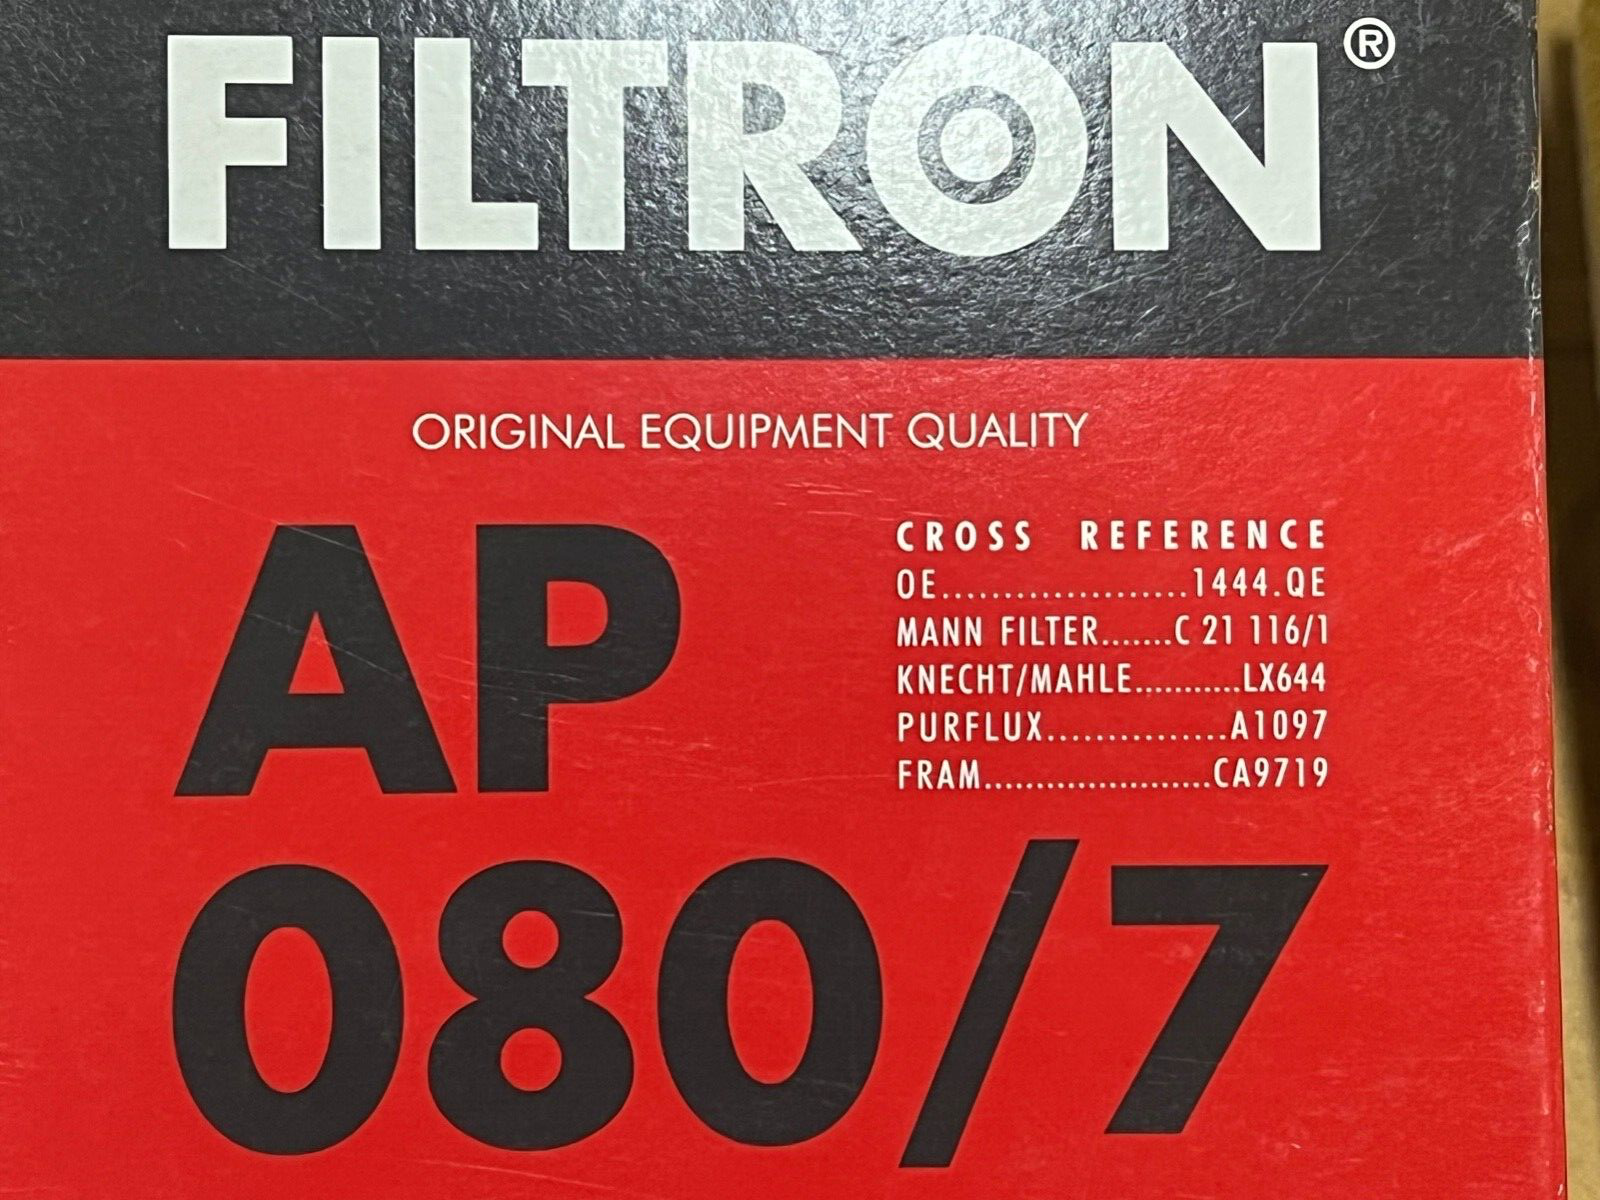 FILTRON®
ORIGINAL EQUIPMENT QUALITY
AP
080/7
CROSS REFERENCE
OE.....................1444.QE
MANN FILTER.......C 21 116/1
KNECHT/MAHLE...........LX644
PURFLUX...............A1097
FRAM......................CA9719